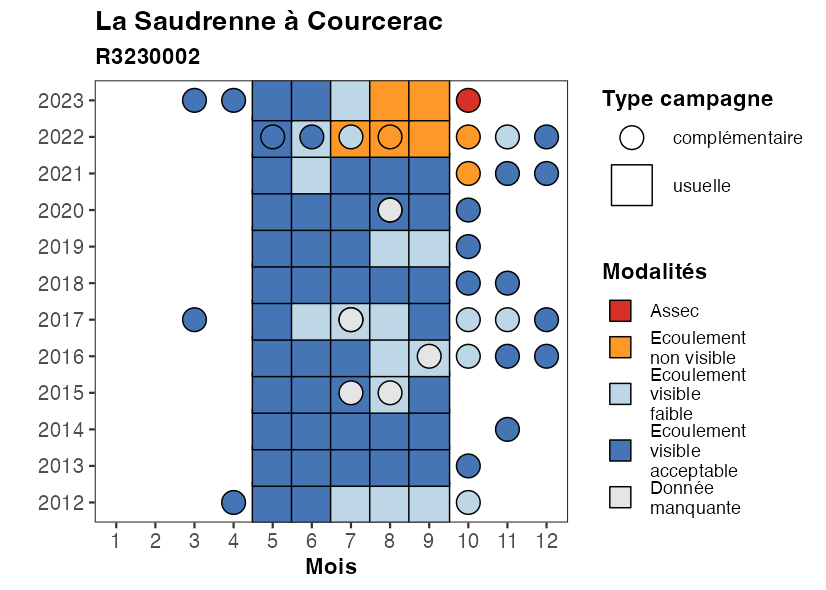 La Saudrenne à Courcerac
R3230002
2023
2022
2021
2020
2019
2018
2017
2016
2015
2014
2013
2012
1 2 3 4 5 6 7 8 9 10 11 12
Mois
Type campagne
complémentaire
usuelle
Modalités
Assec
Ecoulement
non visible
Ecoulement
visible
faible
Ecoulement
visible
acceptable
Donnée
manquante